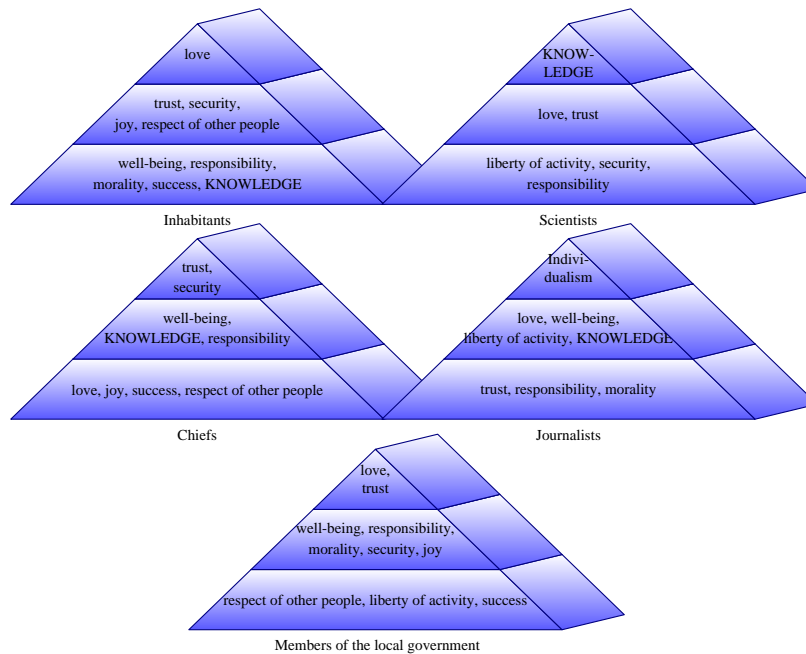 love
trust, security,
joy, respect of other people
well-being, responsibility,
morality, success, KNOWLEDGE
Inhabitants
KNOW-
LEDGE
love, trust
liberty of activity, security,
responsibility
Scientists
trust,
security
well-being,
KNOWLEDGE, responsibility
love, joy, success, respect of other people
Chiefs
Indivi-
dualism
love, well-being,
liberty of activity, KNOWLEDGE
trust, responsibility, morality
Journalists
love,
trust
well-being, responsibility,
morality, security, joy
respect of other people, liberty of activity, success
Members of the local government